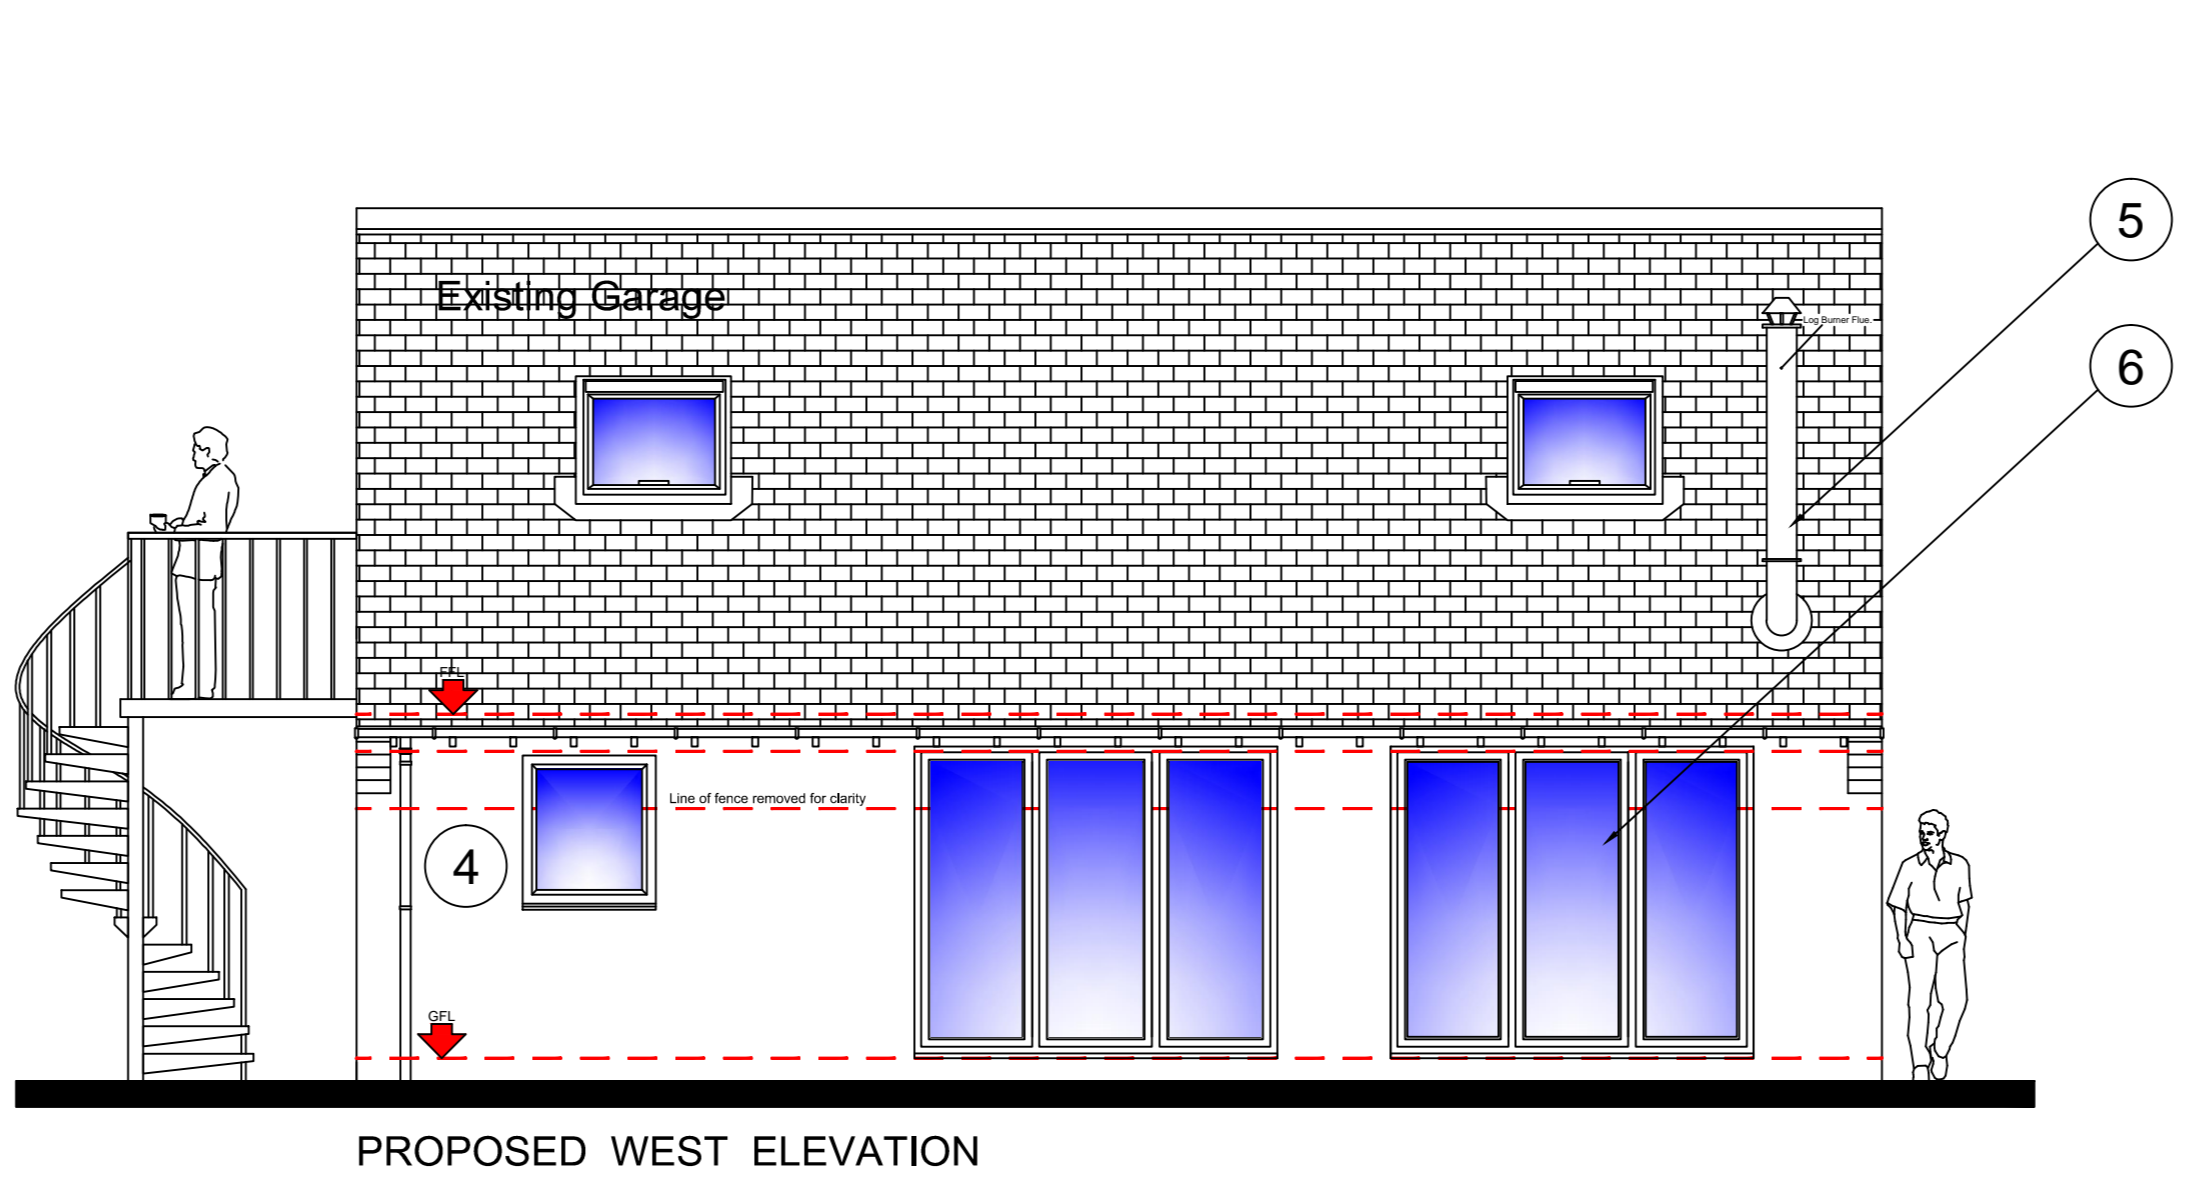 5
Existing Garage
Log Burner Flue.
6
FFL
Line of fence removed for clarity
4
GFL
PROPOSED WEST ELEVATION